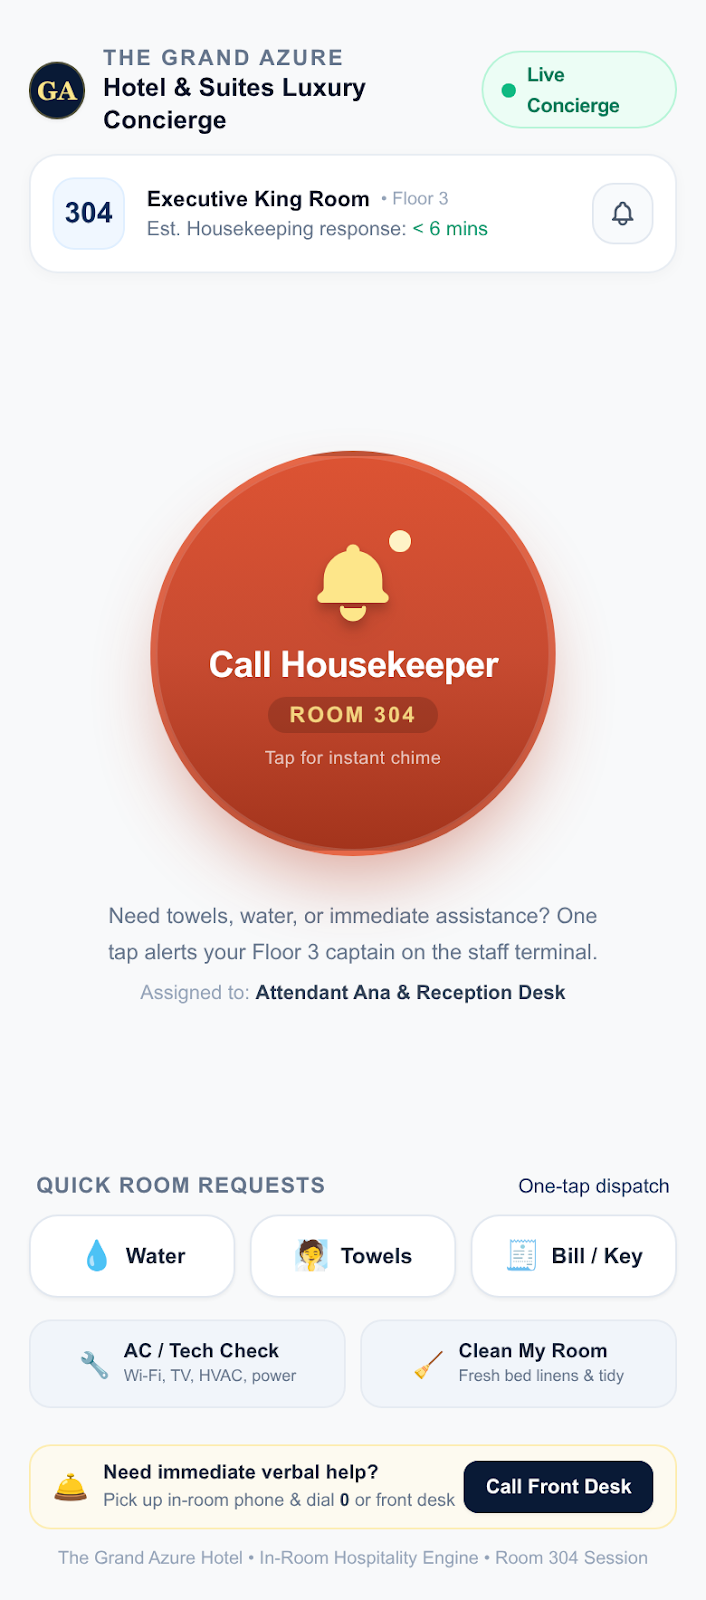 GA
THE GRAND AZURE
Hotel & Suites Luxury
Concierge
Live
Concierge
304
Executive King Room • Floor 3
Est. Housekeeping response: < 6 mins
Call Housekeeper
ROOM 304
Tap for instant chime
Need towels, water, or immediate assistance? One
tap alerts your Floor 3 captain on the staff terminal.
Assigned to: Attendant Ana & Reception Desk
QUICK ROOM REQUESTS
One-tap dispatch
Water
Towels
Bill / Key
AC / Tech Check
Wi-Fi, TV, HVAC, power
Clean My Room
Fresh bed linens & tidy
Need immediate verbal help?
Pick up in-room phone & dial 0 or front desk
Call Front Desk
The Grand Azure Hotel • In-Room Hospitality Engine • Room 304 Session